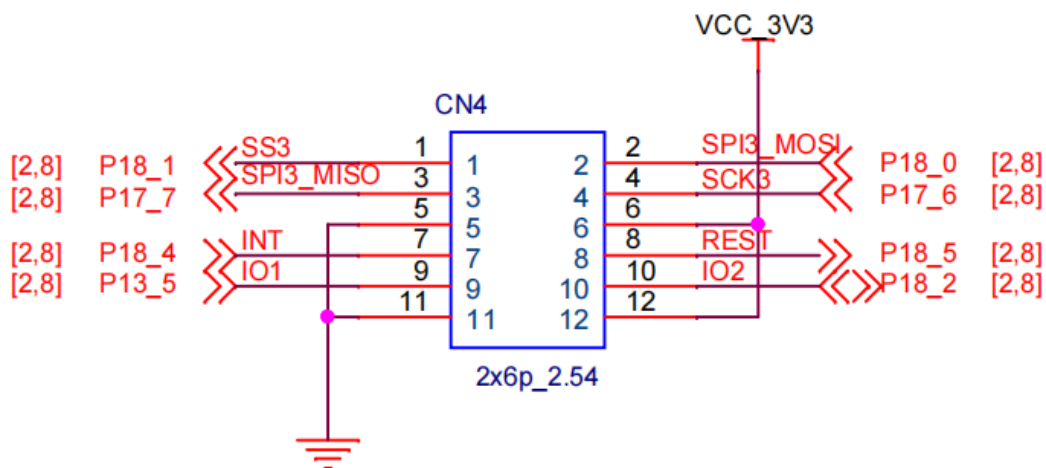 VCC_3V3
CN4
[2,8] P18_1 SS3 1 1 2 2 SPI3_MOSI P18_0 [2,8]
[2,8] P17_7 SPI3_MISO 3 3 4 4 SCK3 P17_6 [2,8]
5 5 6 6
[2,8] P18_4 INT 7 7 8 8 REST P18_5 [2,8]
[2,8] P13_5 IO1 9 9 10 10 IO2 P18_2 [2,8]
11 11 12 12
2x6p_2.54